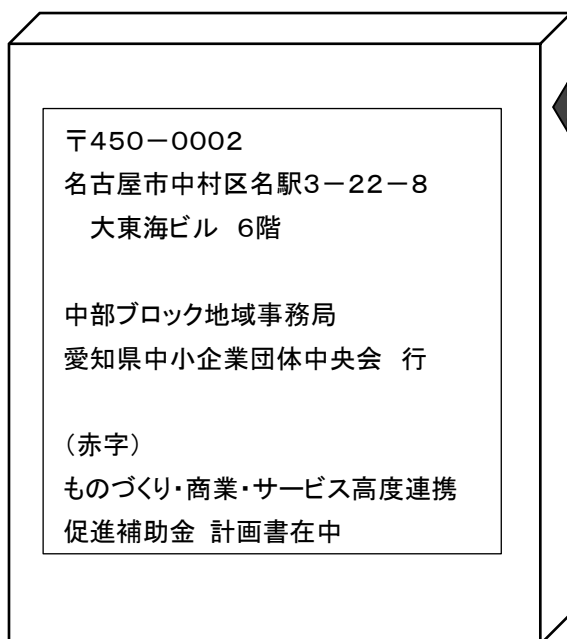 〒450－0002
名古屋市中村区名駅3－22－8
大東海ビル　6階
中部ブロック地域事務局
愛知県中小企業団体中央会　行
（赤字）
ものづくり・商業・サービス高度連携
促進補助金 計画書在中